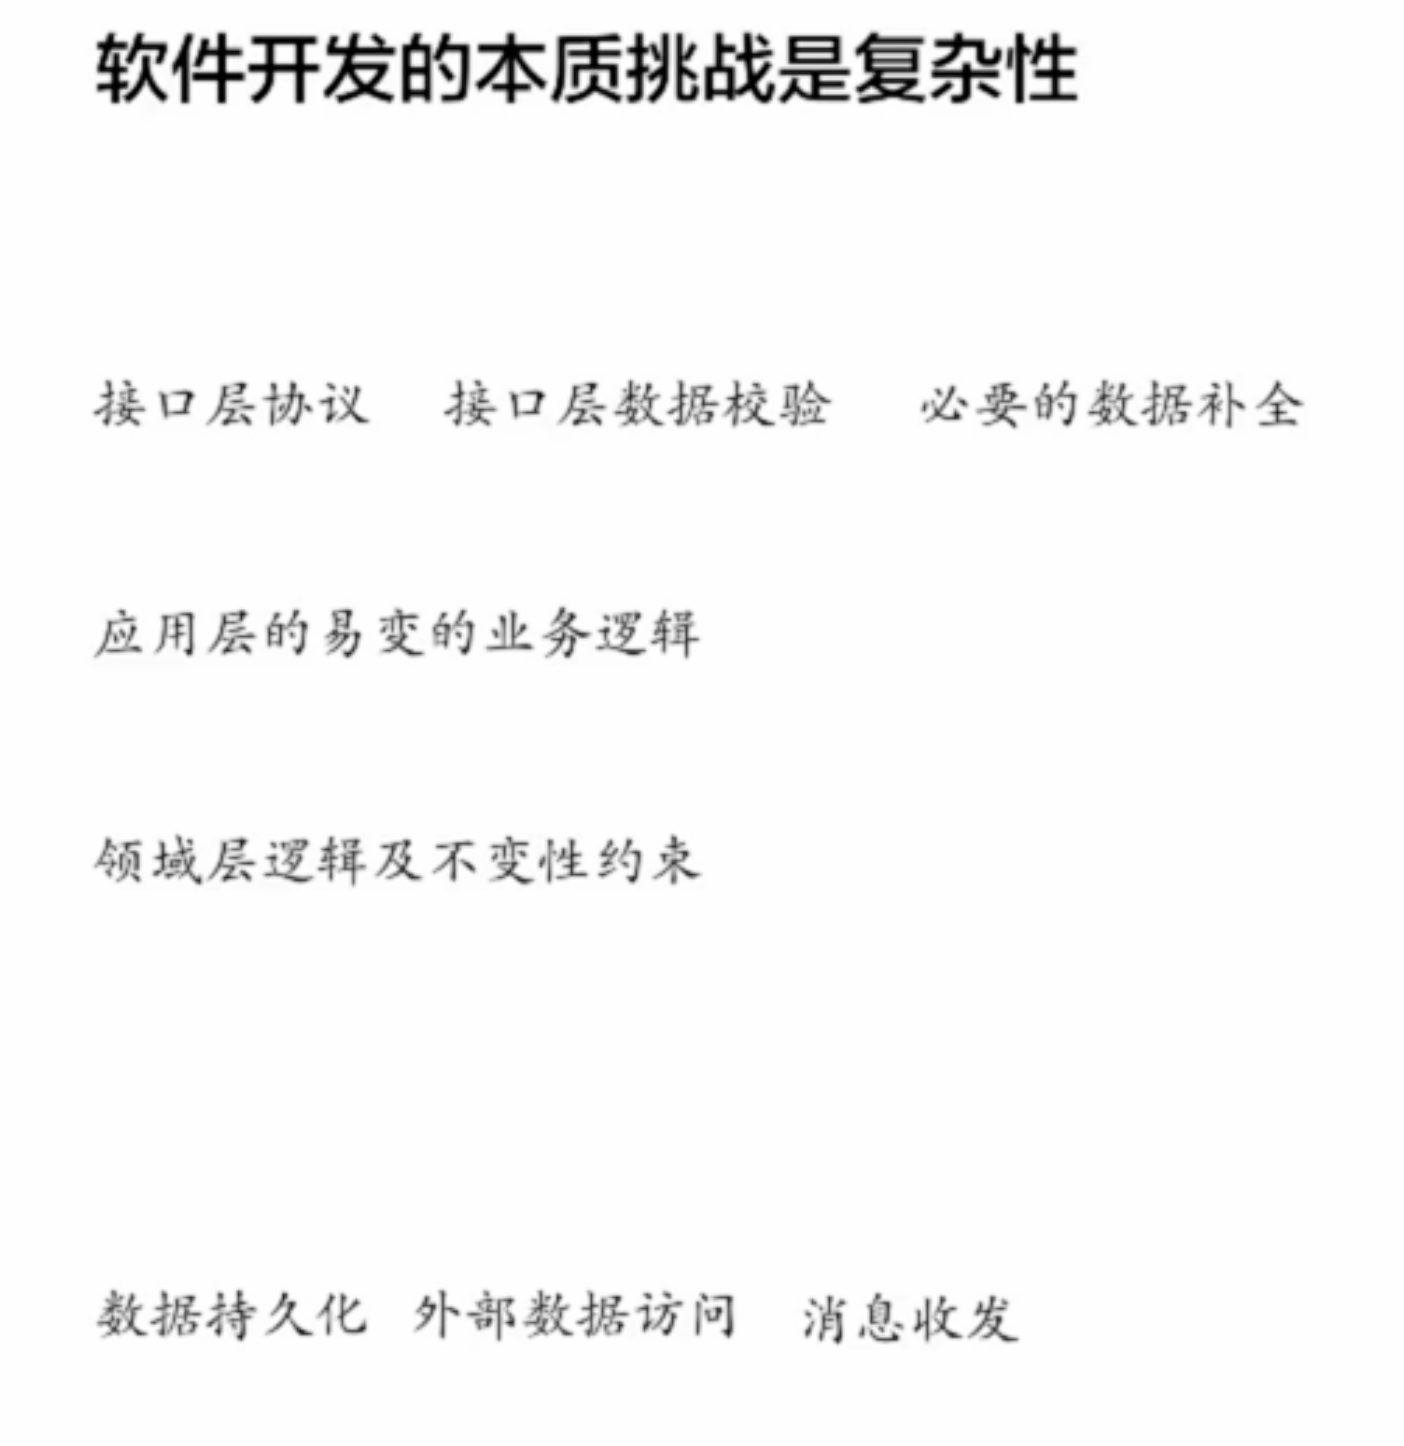 软件开发的本质挑战是复杂性
接口层协议 接口层数据校验 必要的数据补全
应用层的易变的业务逻辑
领域层逻辑及不变性约束
数据持久化 外部数据访问 消息收发